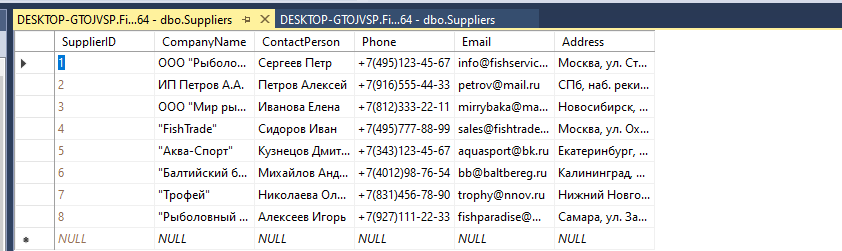 DESKTOP-GTOJVSP.Fi...64 - dbo.Suppliers DESKTOP-GTOJVSP.Fi...64 - dbo.Suppliers
SupplierID CompanyName ContactPerson Phone Email Address
1 ООО "Рыболо... Сергеев Петр +7(495)123-45-67 info@fishservic... Москва, ул. Ст...
2 ИП Петров А.А. Петров Алексей +7(916)555-44-33 petrov@mail.ru СПб, наб. реки...
3 ООО "Мир ры... Иванова Елена +7(812)333-22-11 mirrybaka@ma... Новосибирск, ...
4 "FishTrade" Сидоров Иван +7(495)777-88-99 sales@fishtrade... Москва, ул. Ох...
5 "Аква-Спорт" Кузнецов Дмит... +7(343)123-45-67 aquasport@bk.ru Екатеринбург, ...
6 "Балтийский б... Михайлов Анд... +7(4012)98-76-54 bb@baltbereg.ru Калининград, ...
7 "Трофей" Николаева Ол... +7(831)456-78-90 trophy@nnov.ru Нижний Новго...
8 "Рыболовный ... Алексеев Игорь +7(927)111-22-33 fishparadise@... Самара, ул. За...
NULL NULL NULL NULL NULL NULL